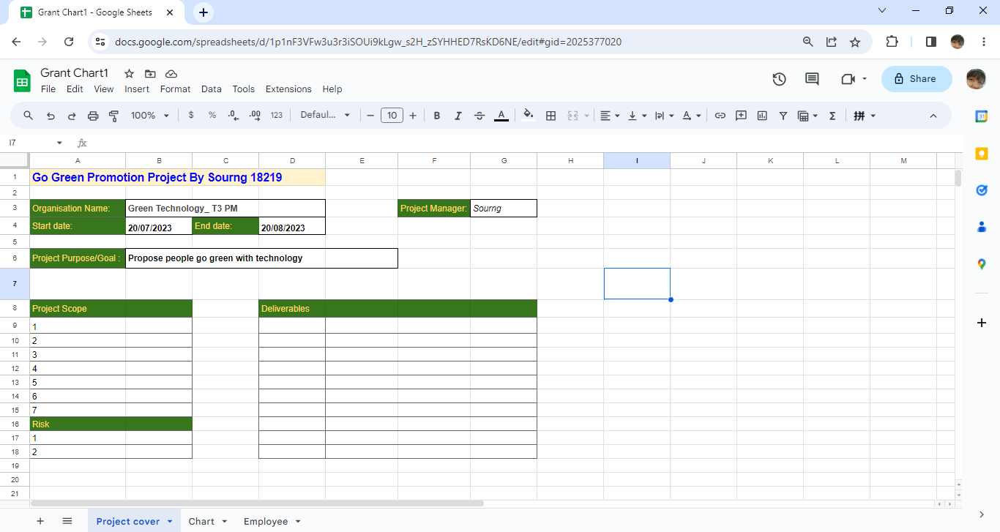 Grant Chart1 - Google Sheets
docs.google.com/spreadsheets/d/1p1nF3VFw3u3r3iSOUi9kLgw_s2H_zSYHHED7RsKD6NE/edit#gid=2025377020
Grant Chart1
File Edit View Insert Format Data Tools Extensions Help
Share
100% $ % .0 .00 123 Defaul... − 10 + B I S A Σ 拼
31
I7 fx
A B C D E F G H I J K L M
1 Go Green Promotion Project By Sourng 18219
2
3 Organisation Name: Green Technology_ T3 PM Project Manager: Sourng
4 Start date: 20/07/2023 End date: 20/08/2023
5
6 Project Purpose/Goal : Propose people go green with technology
7
8 Project Scope Deliverables
9 1
10 2
11 3
12 4
13 5
14 6
15 7
16 Risk
17 1
18 2
19
20
21
Project cover Chart Employee